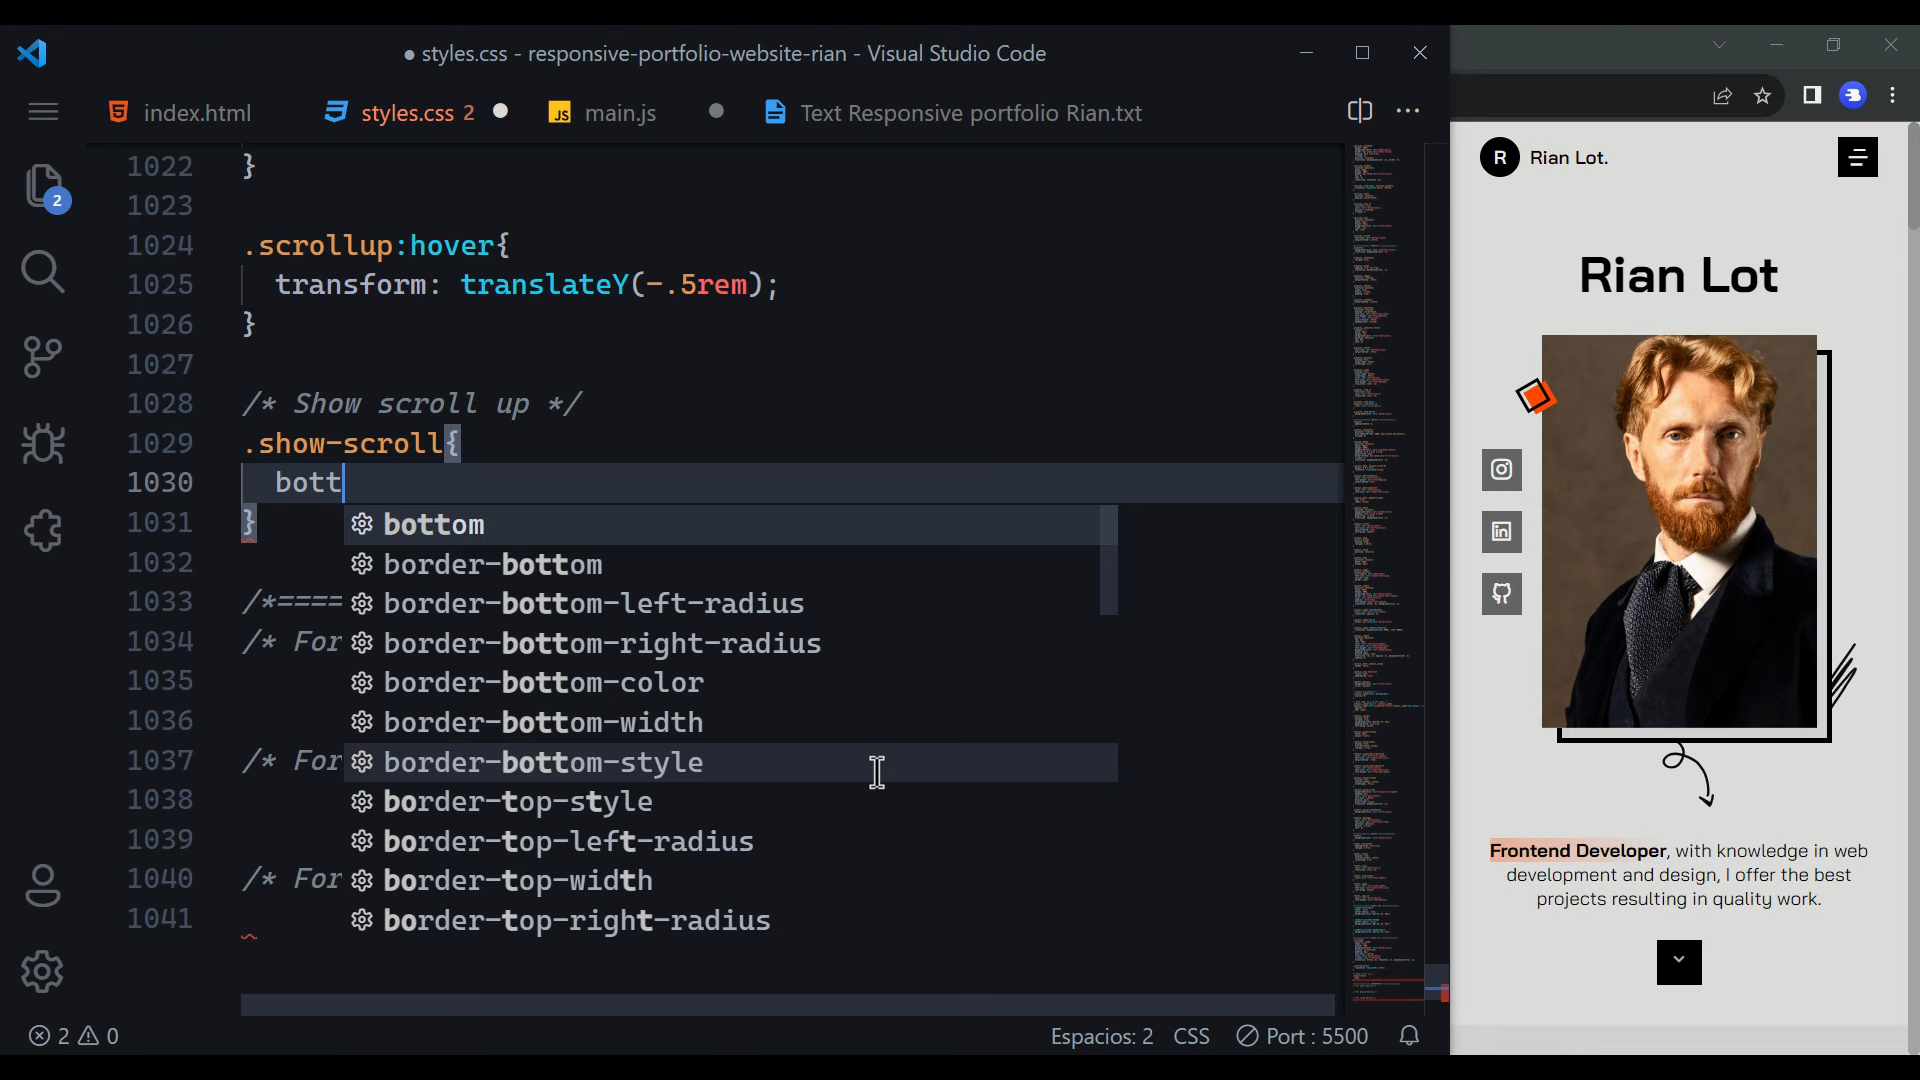 styles.css - responsive-portfolio-website-rian - Visual Studio Code
index.html
styles.css 2
JS main.js
Text Responsive portfolio Rian.txt
2
1022 }
1023
1024 .scrollup:hover{
1025 transform: translateY(-.5rem);
1026 }
1027
1028 /* Show scroll up */
1029 .show-scroll{
1030 bott
1031 }
1032
1033 /*====
1034 /* For
1035
1036
1037 /* For
1038
1039
1040 /* For
1041
bottom
border-bottom
border-bottom-left-radius
border-bottom-right-radius
border-bottom-color
border-bottom-width
border-bottom-style
border-top-style
border-top-left-radius
border-top-width
border-top-right-radius
2 0
Espacios: 2 CSS Port : 5500
R Rian Lot.
Rian Lot
Frontend Developer, with knowledge in web
development and design, I offer the best
projects resulting in quality work.